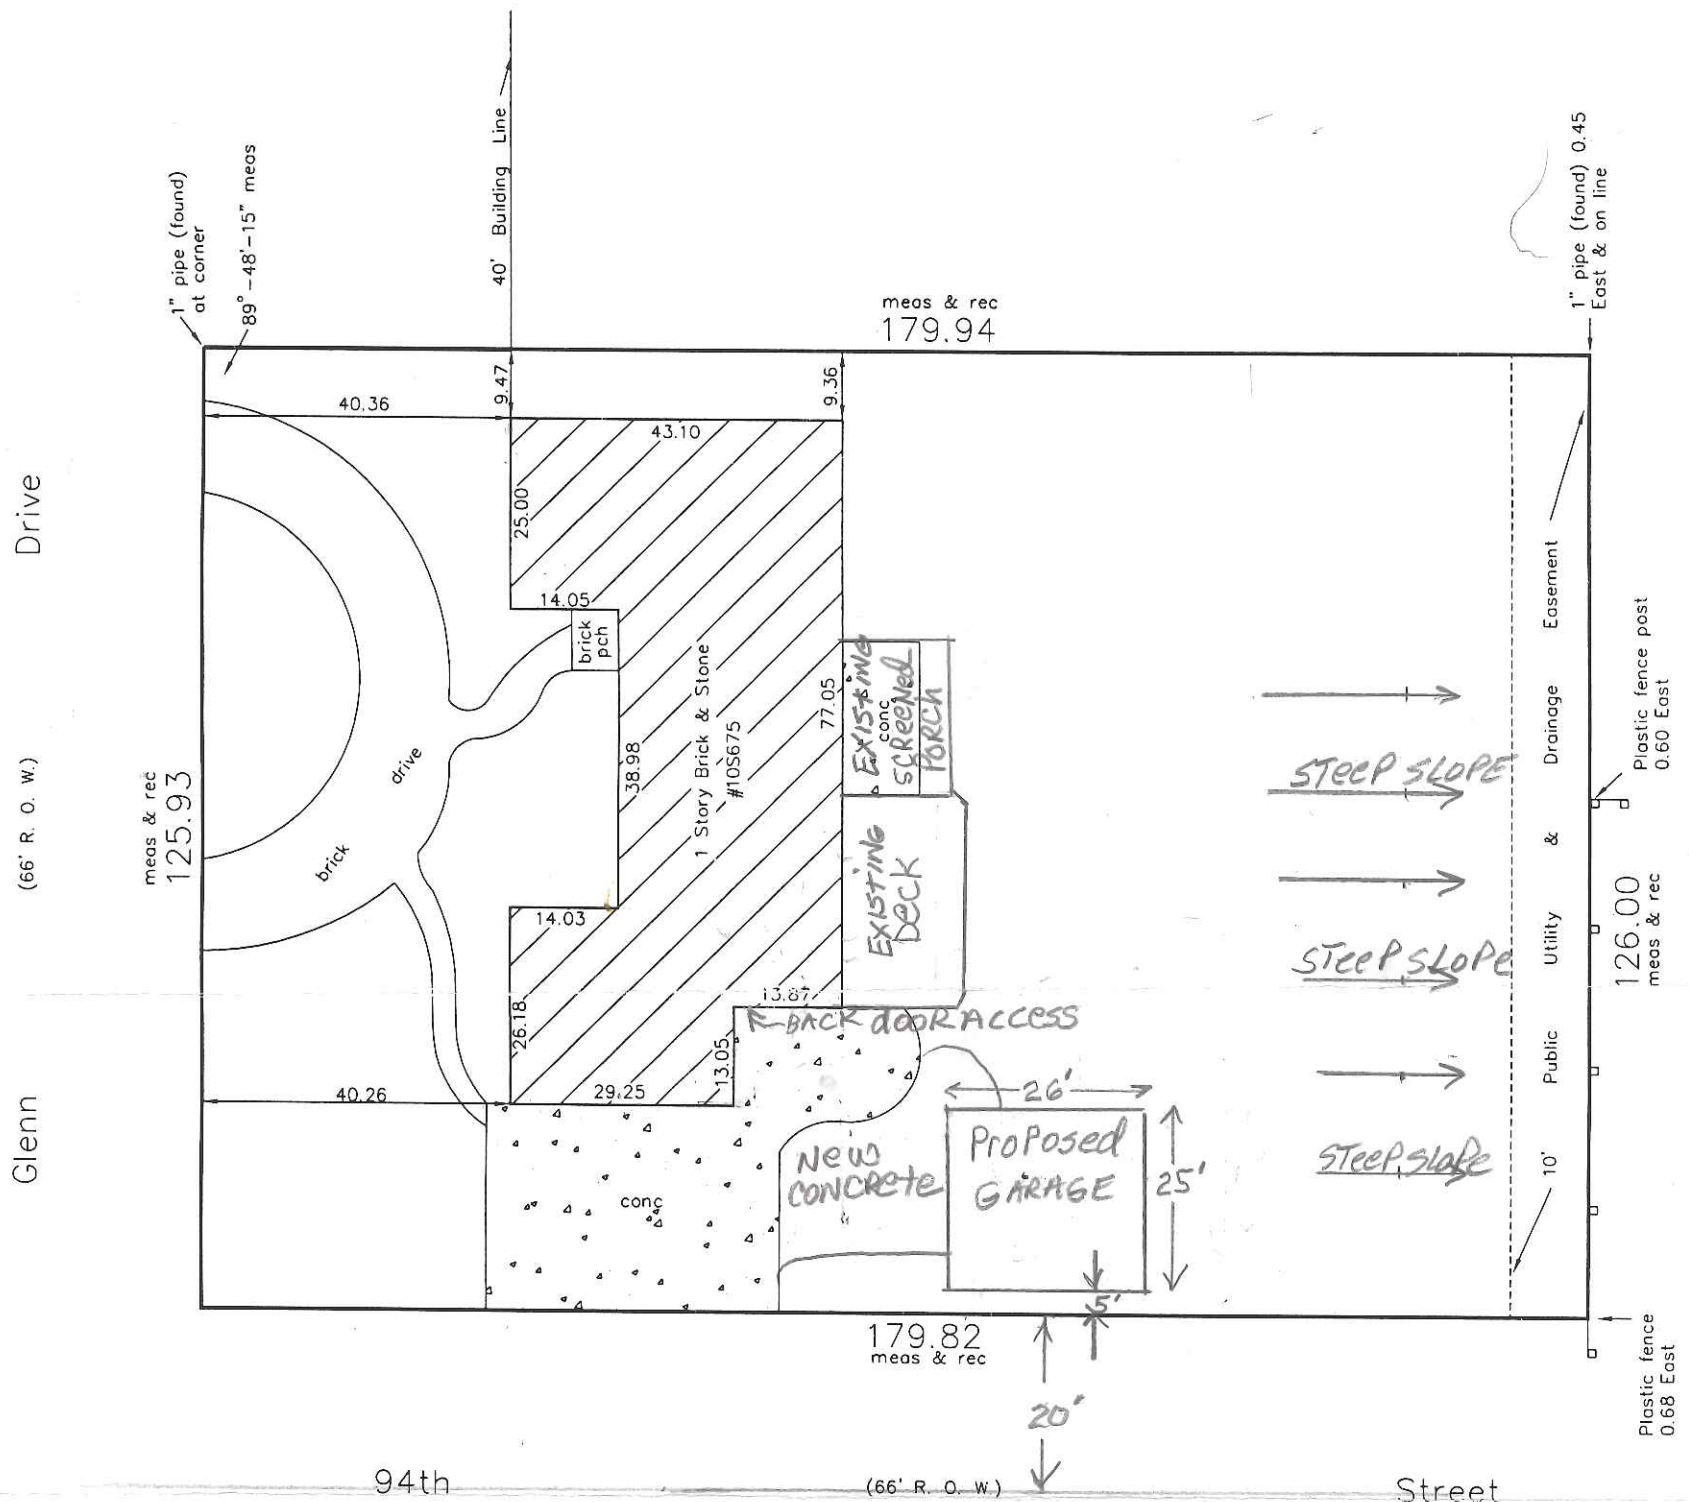 1" pipe (found)
at corner
89°-48'-15" meas
40' Building Line
1" pipe (found) 0.45
East & on line
meas & rec
179.94
9.47
9.36
40.36
43.10
25.00
14.05
brick
pch
1 Story Brick & Stone
#10S675
77.05
38.98
EXISTING
conc
SCREENED
PORCH
EXISTING
DECK
drive
brick
Glenn Drive
(66' R. O. W.)
meas & rec
125.93
14.03
13.87
BACK dOOR ACCESS
26.18
13.05
40.26
29.25
conc
NEW
CONCRETE
26'
PROPOSED
GARAGE
25'
5'
STEEP SLOPE
STEEP SLOPE
STEEP SLOPE
10' Public Utility & Drainage Easement
Plastic fence post
0.60 East
126.00
meas & rec
Plastic fence
0.68 East
179.82
meas & rec
20'
94th (66' R. O. W.) Street